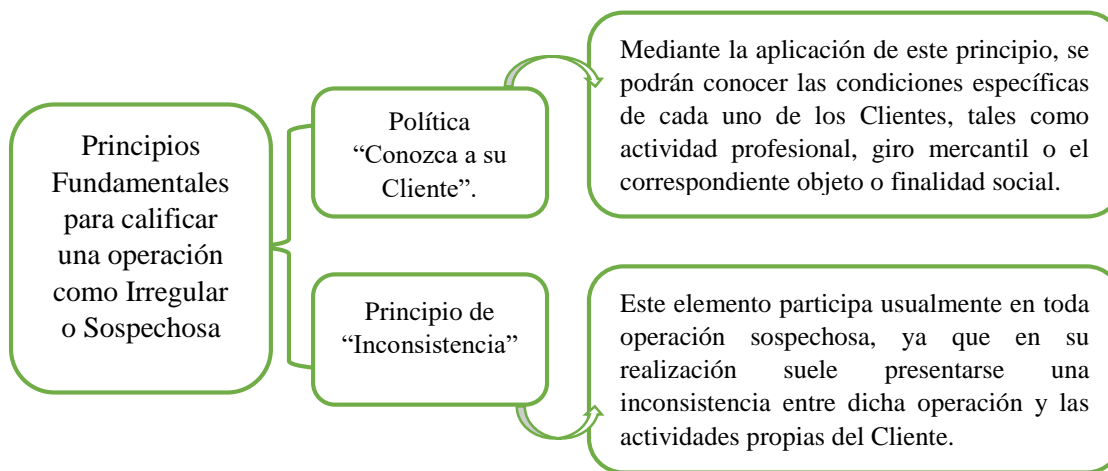 Principios
Fundamentales
para calificar
una operación
como Irregular
o Sospechosa
Política
“Conozca a su
Cliente”.
Mediante la aplicación de este principio, se
podrán conocer las condiciones específicas
de cada uno de los Clientes, tales como
actividad profesional, giro mercantil o el
correspondiente objeto o finalidad social.
Principio de
“Inconsistencia”
Este elemento participa usualmente en toda
operación sospechosa, ya que en su
realización suele presentarse una
inconsistencia entre dicha operación y las
actividades propias del Cliente.